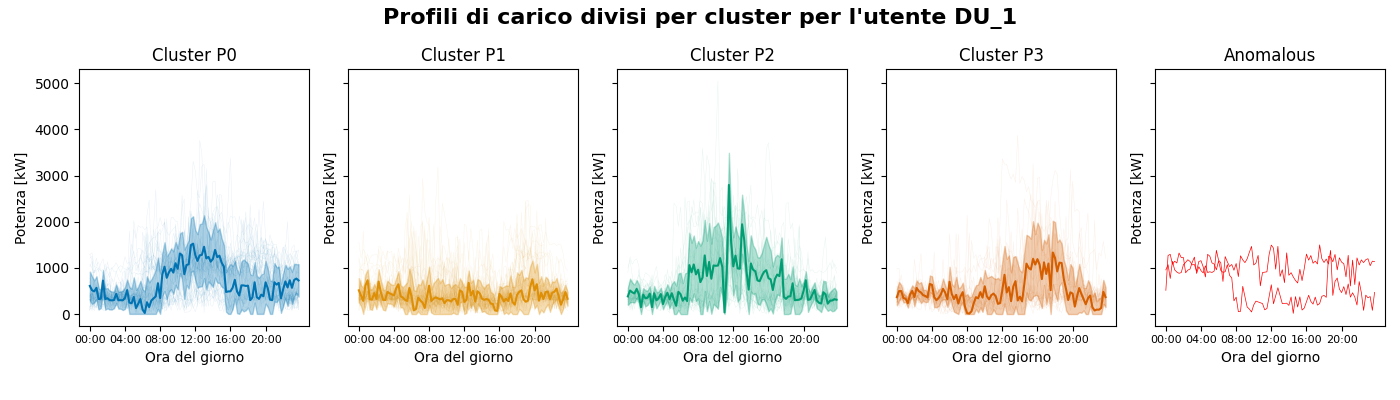 Profili di carico divisi per cluster per l'utente DU_1
Cluster P0
Cluster P1
Cluster P2
Cluster P3
Anomalous
Potenza [kW]
5000
4000
3000
2000
1000
0
00:00 04:00 08:00 12:00 16:00 20:00
Ora del giorno
Potenza [kW]
00:00 04:00 08:00 12:00 16:00 20:00
Ora del giorno
Potenza [kW]
00:00 04:00 08:00 12:00 16:00 20:00
Ora del giorno
Potenza [kW]
00:00 04:00 08:00 12:00 16:00 20:00
Ora del giorno
Potenza [kW]
00:00 04:00 08:00 12:00 16:00 20:00
Ora del giorno